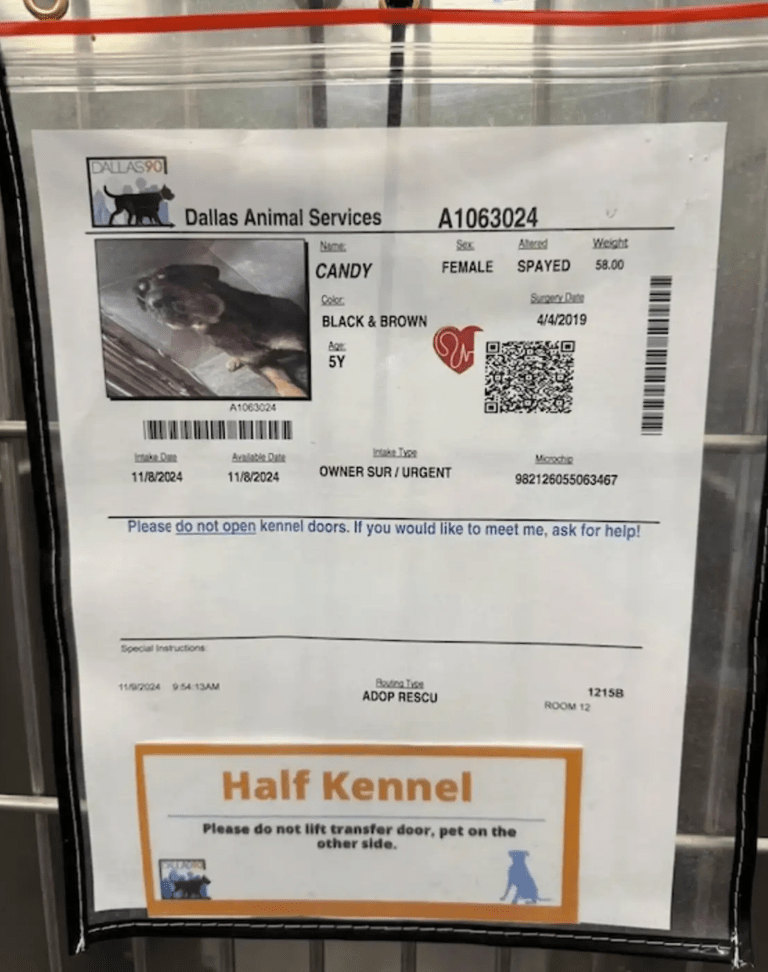 DALLAS90
Dallas Animal Services A1063024
Name: Sex: Altered Weight
CANDY FEMALE SPAYED 58.00
Color: Surgery Date
BLACK & BROWN 4/4/2019
Age:
5Y
A1063024
Intake Date Available Date Intake Type Microchip
11/8/2024 11/8/2024 OWNER SUR / URGENT 982126055063467
Please do not open kennel doors. If you would like to meet me, ask for help!
Special Instructions:
11/9/2024 9:54:13AM Routing Type 1215B
ADOP RESCU ROOM 12
Half Kennel
Please do not lift transfer door, pet on the
other side.
DALLAS90